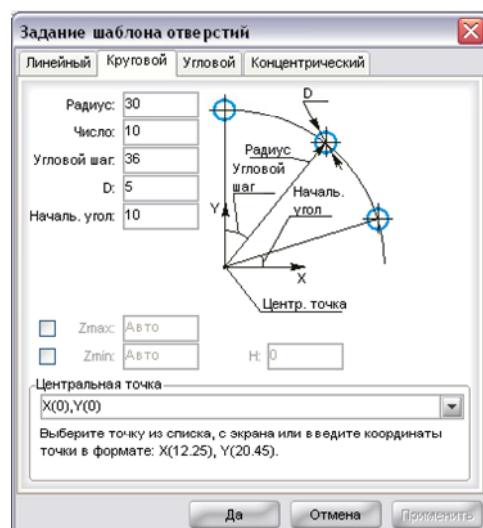 Задание шаблона отверстий
Линейный Круговой Угловой Концентрический
Радиус: 30
Число: 10
Угловой шаг: 36
D: 5
Началь. угол: 10
D
Радиус
Угловой
шаг
Началь.
угол
Y
X
Центр. точка
Zmax: Авто
Zmin: Авто H: 0
Центральная точка
X(0),Y(0)
Выберите точку из списка, с экрана или введите координаты
точки в формате: X(12.25), Y(20.45).
Да Отмена Применить